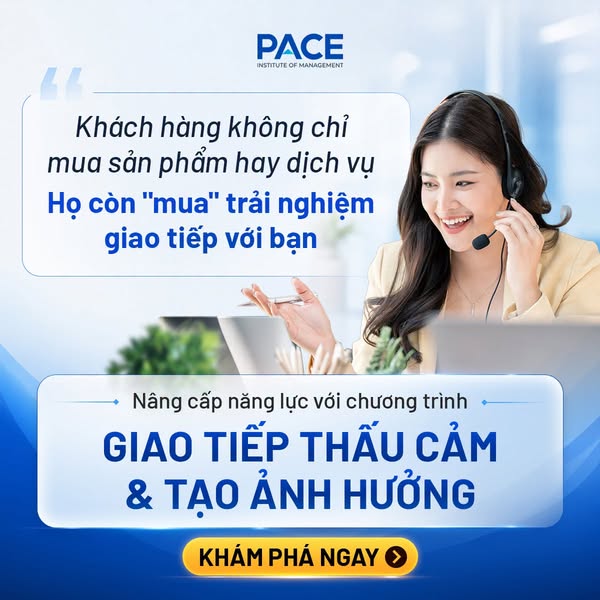 PACE
INSTITUTE OF MANAGEMENT
Khách hàng không chỉ
mua sản phẩm hay dịch vụ
Họ còn "mua" trải nghiệm
giao tiếp với bạn
Nâng cấp năng lực với chương trình
GIAO TIẾP THẤU CẢM
& TẠO ẢNH HƯỞNG
KHÁM PHÁ NGAY